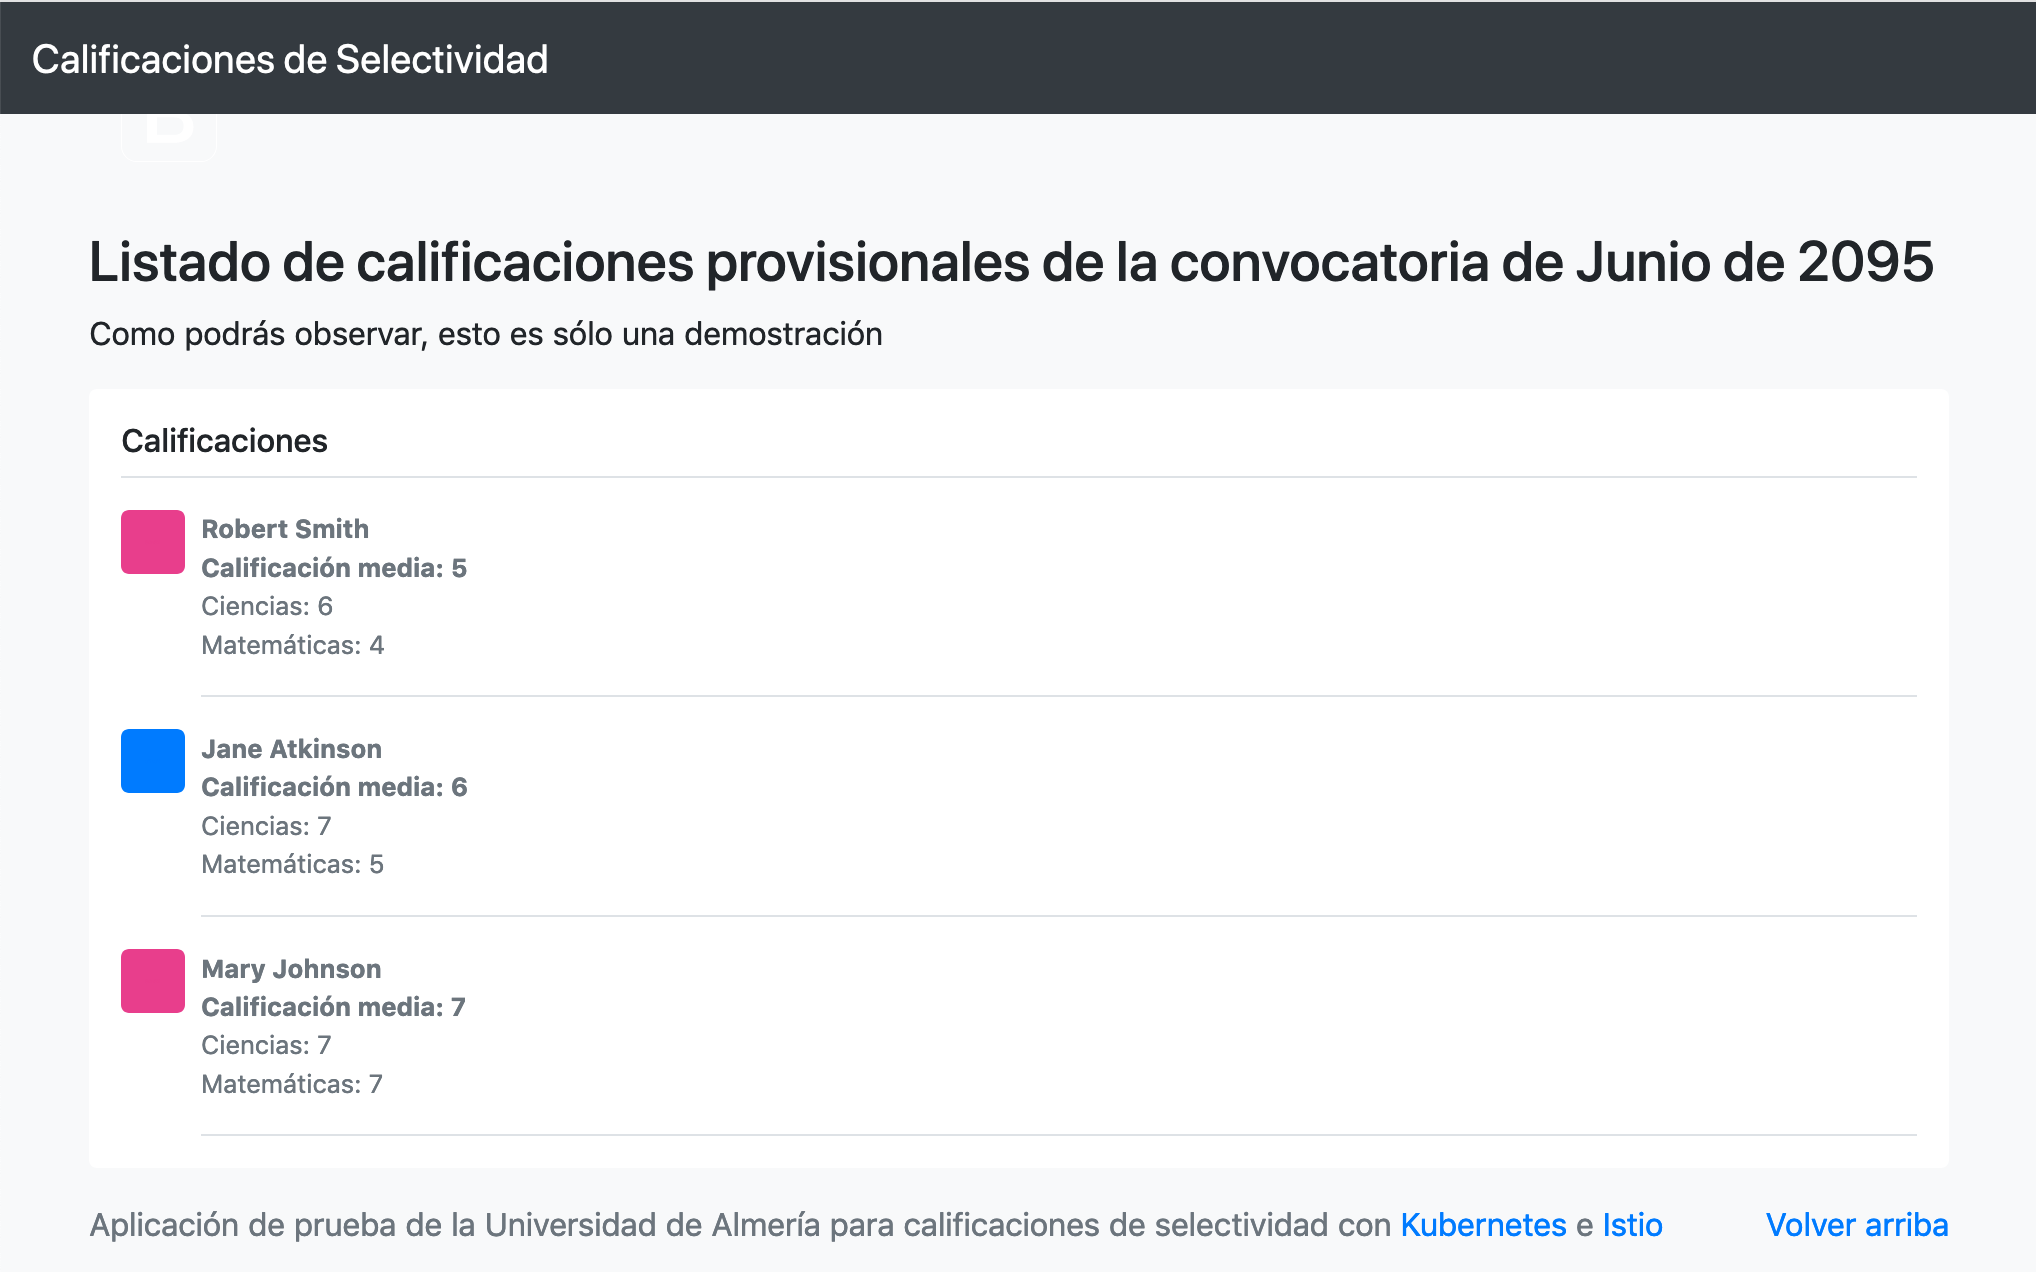 Calificaciones de Selectividad
Listado de calificaciones provisionales de la convocatoria de Junio de 2095
Como podrás observar, esto es sólo una demostración
Calificaciones
Robert Smith
Calificación media: 5
Ciencias: 6
Matemáticas: 4
Jane Atkinson
Calificación media: 6
Ciencias: 7
Matemáticas: 5
Mary Johnson
Calificación media: 7
Ciencias: 7
Matemáticas: 7
Aplicación de prueba de la Universidad de Almería para calificaciones de selectividad con Kubernetes e Istio Volver arriba